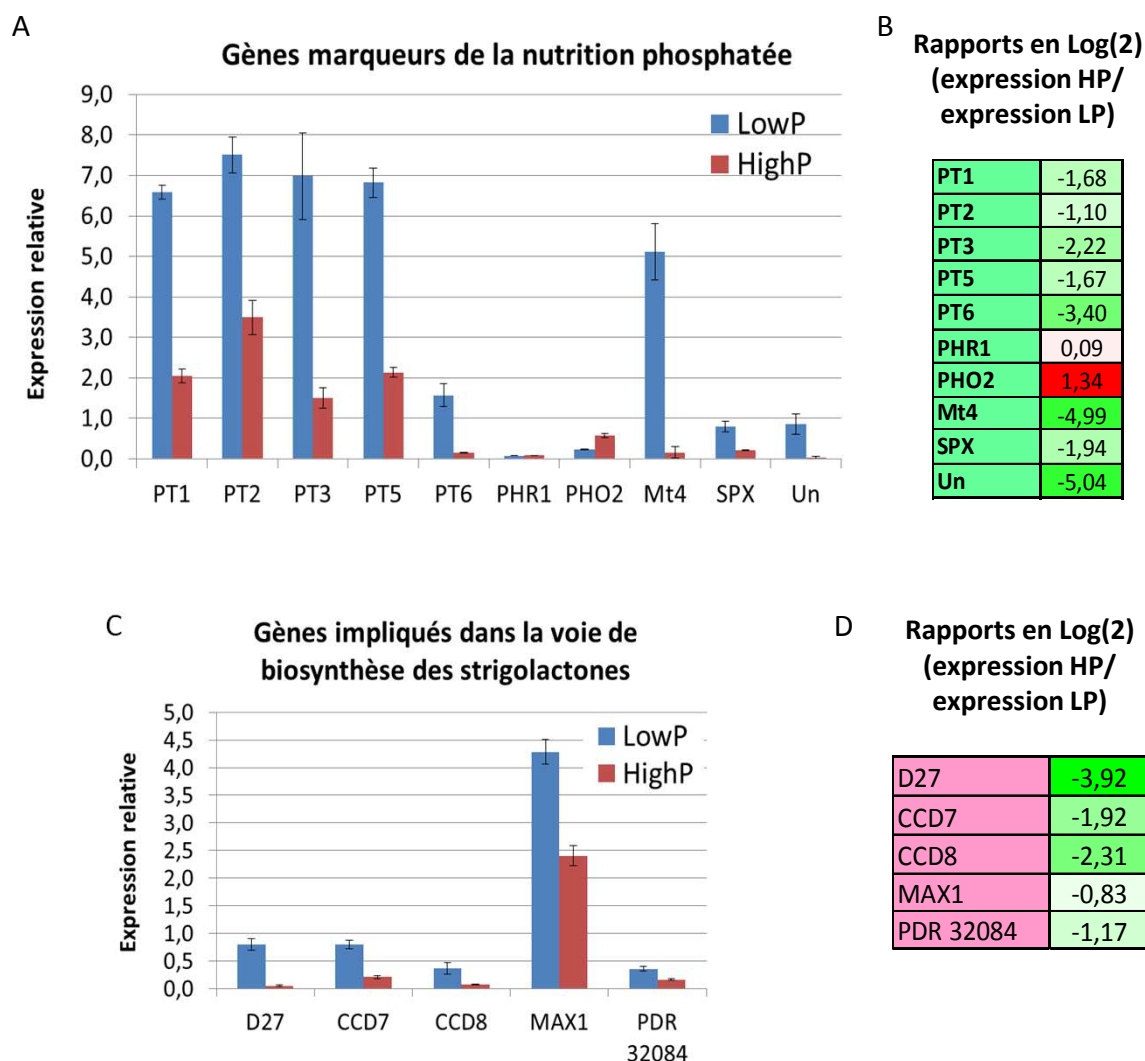 A
Gènes marqueurs de la nutrition phosphatée
9,0
8,0
7,0
6,0
5,0
4,0
3,0
2,0
1,0
0,0
Expression relative
LowP
HighP
PT1 PT2 PT3 PT5 PT6 PHR1 PHO2 Mt4 SPX Un
B
Rapports en Log(2)
(expression HP/
expression LP)
PT1 -1,68
PT2 -1,10
PT3 -2,22
PT5 -1,67
PT6 -3,40
PHR1 0,09
PHO2 1,34
Mt4 -4,99
SPX -1,94
Un -5,04
C
Gènes impliqués dans la voie de
biosynthèse des strigolactones
5,0
4,5
4,0
3,5
3,0
2,5
2,0
1,5
1,0
0,5
0,0
Expression relative
LowP
HighP
D27 CCD7 CCD8 MAX1 PDR
32084
D
Rapports en Log(2)
(expression HP/
expression LP)
D27 -3,92
CCD7 -1,92
CCD8 -2,31
MAX1 -0,83
PDR 32084 -1,17